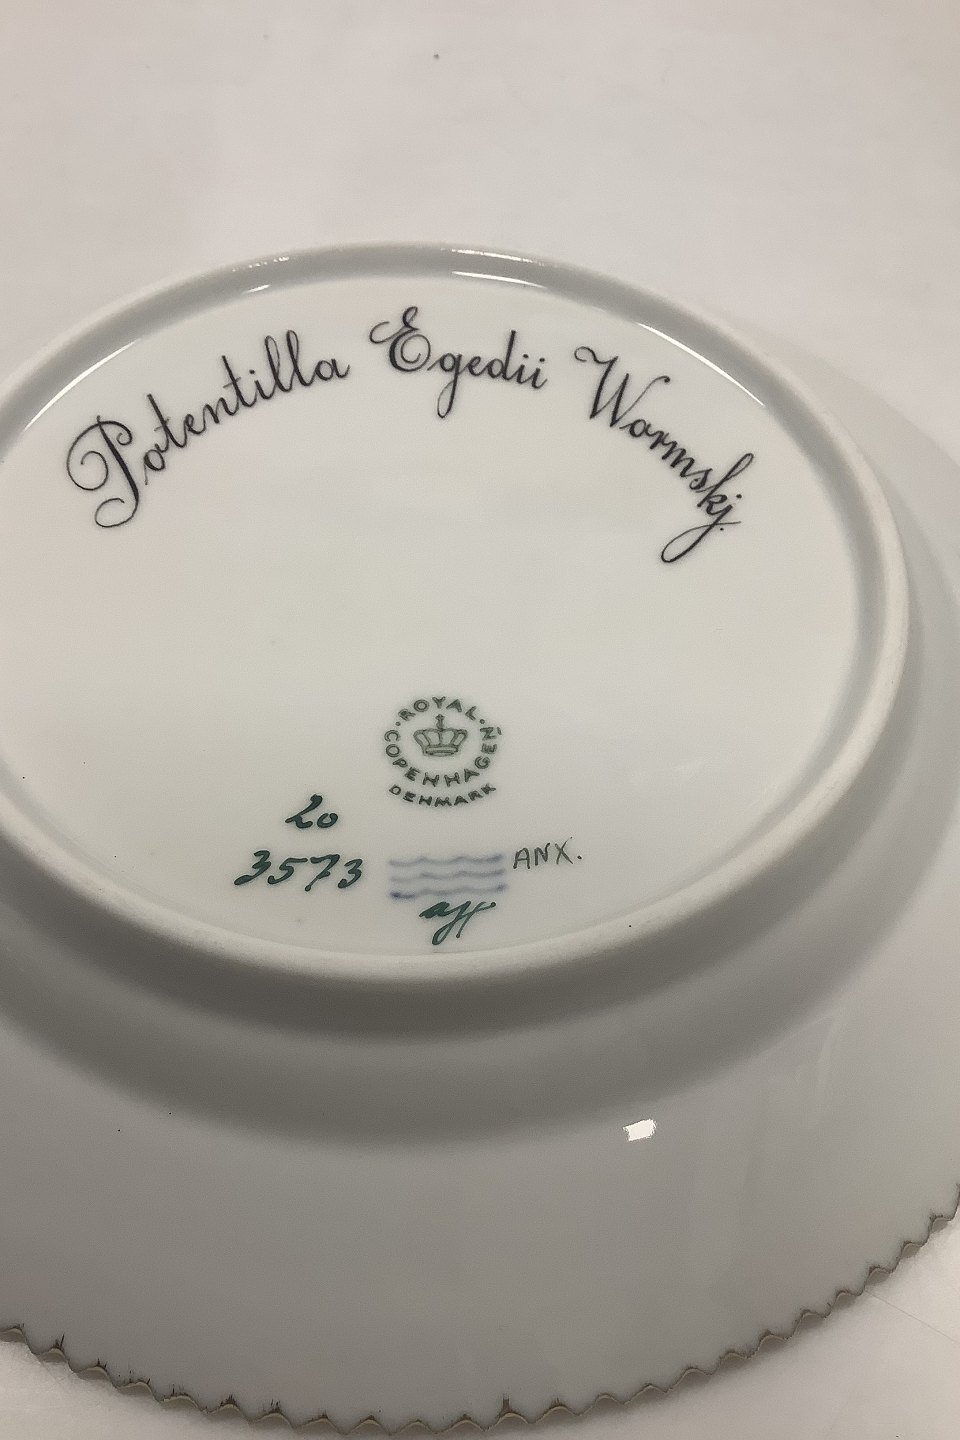 Potentilla Egedii Wormskj.
ROYAL COPENHAGEN
DENMARK
20
3573
ANX.